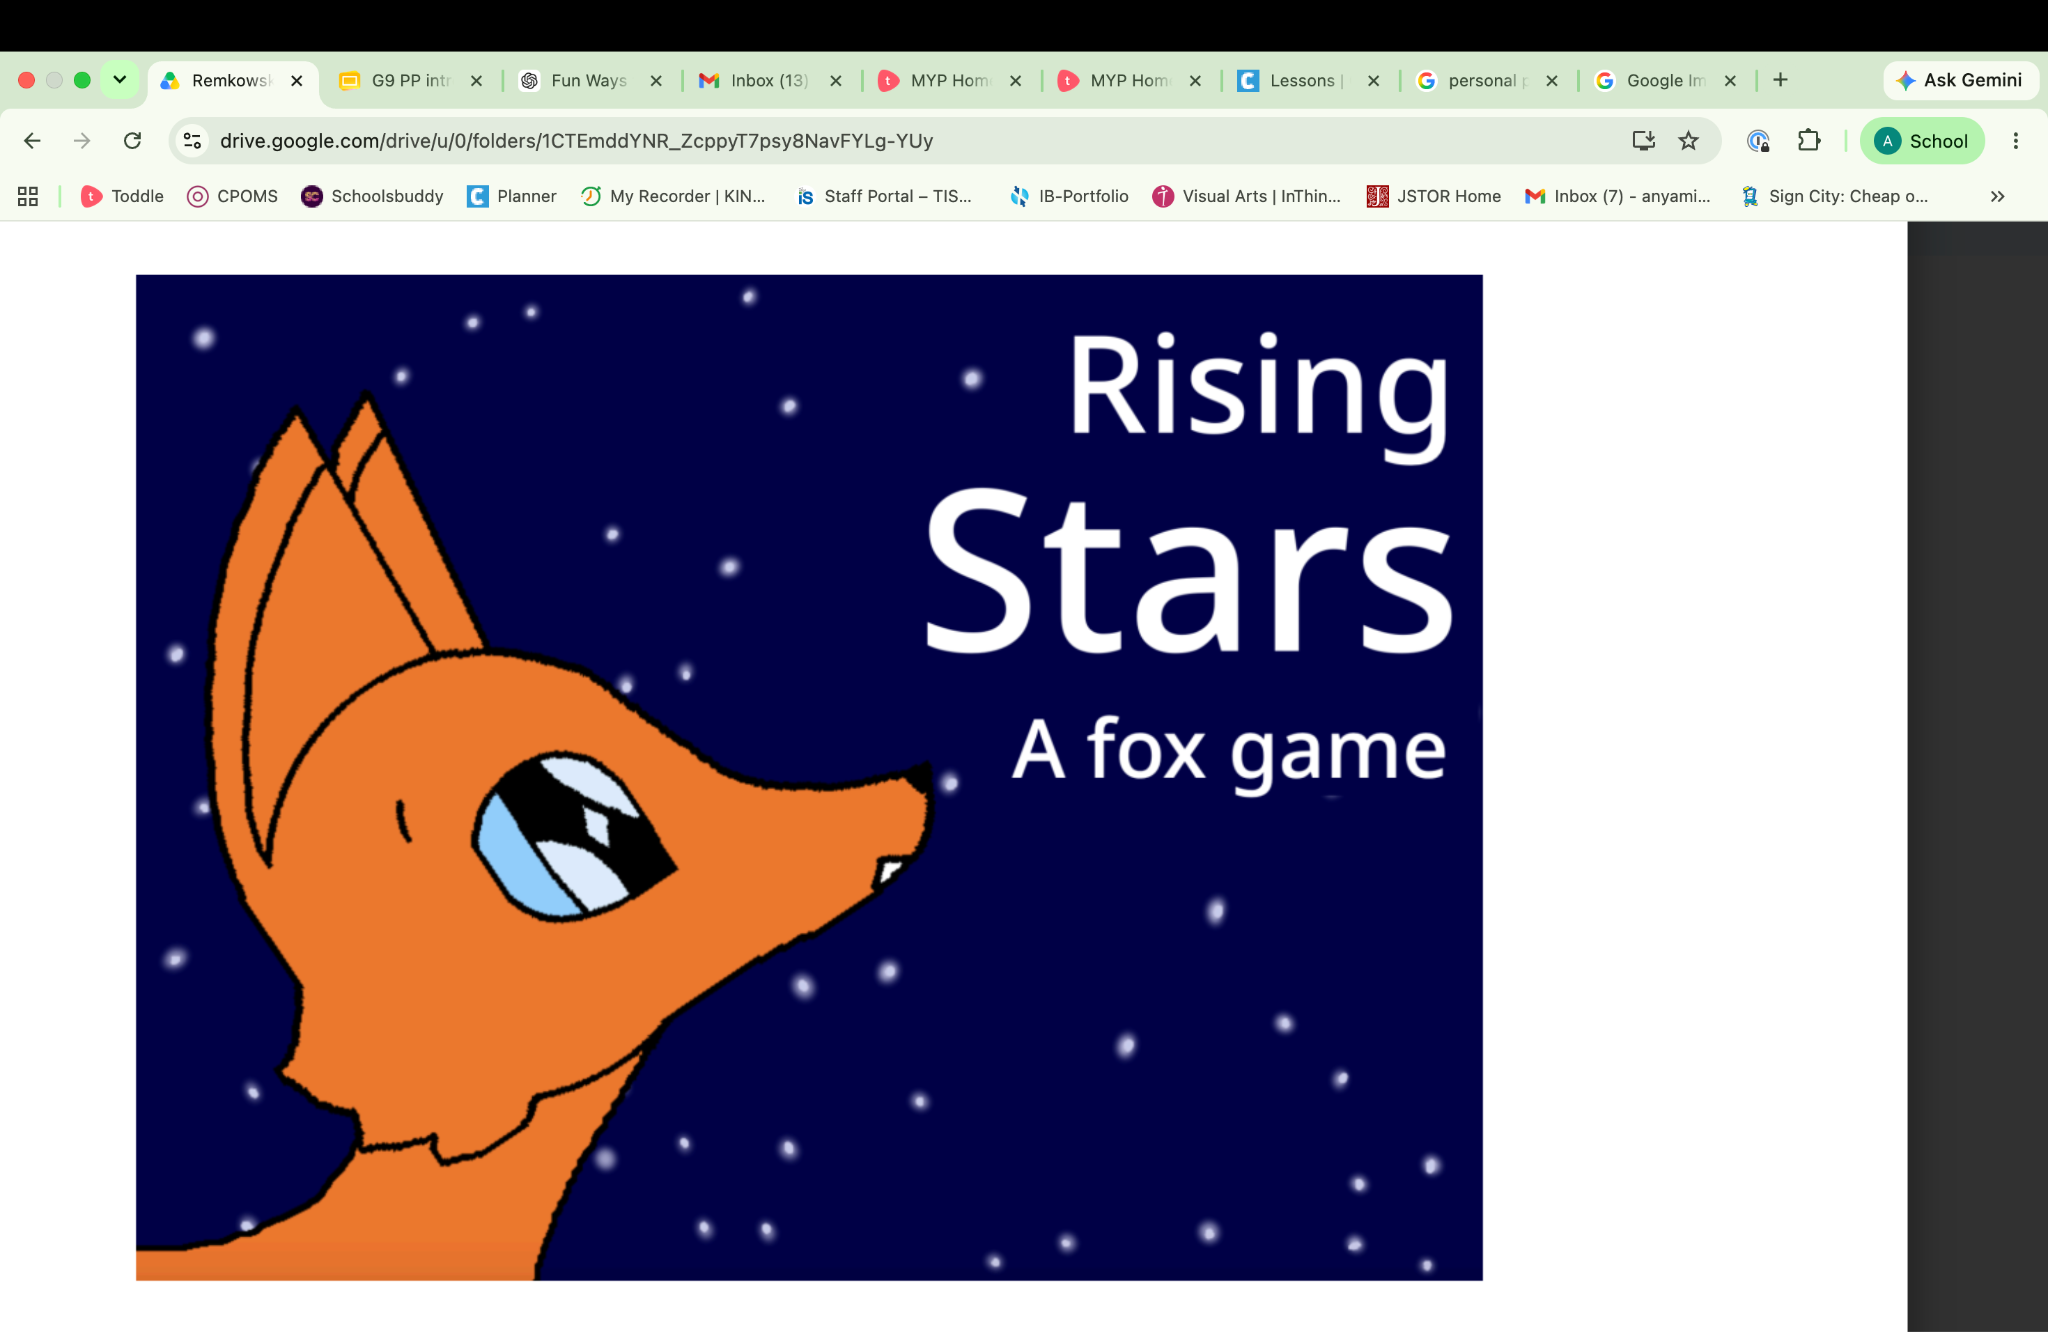 Remkowsk
G9 PP intr
Fun Ways
Inbox (13)
MYP Hom
MYP Hom
Lessons |
personal p
Google Im
Ask Gemini
drive.google.com/drive/u/0/folders/1CTEmddYNR_ZcppyT7psy8NavFYLg-YUy
A School
Toddle
CPOMS
SC Schoolsbuddy
Planner
My Recorder | KIN...
Staff Portal – TIS...
IB-Portfolio
Visual Arts | InThin...
JSTOR Home
Inbox (7) - anyami...
Sign City: Cheap o...
Rising
Stars
A fox game